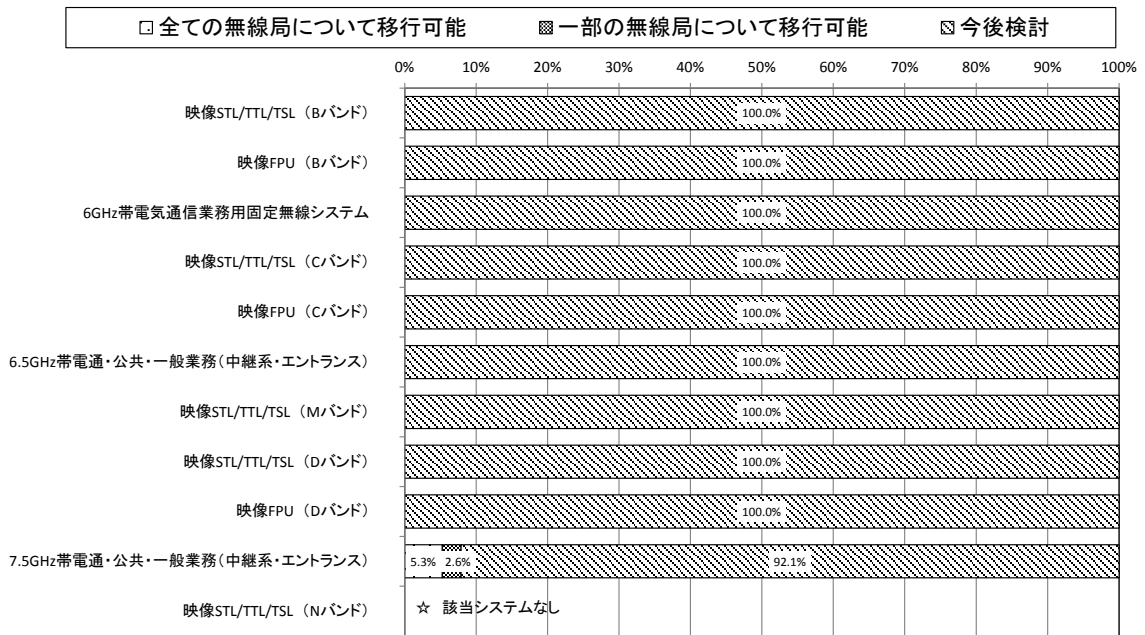 全ての無線局について移行可能 一部の無線局について移行可能 今後検討
0% 10% 20% 30% 40% 50% 60% 70% 80% 90% 100%
映像STL/TTL/TSL（Bバンド） 100.0%
映像FPU（Bバンド） 100.0%
6GHz帯電気通信業務用固定無線システム 100.0%
映像STL/TTL/TSL（Cバンド） 100.0%
映像FPU（Cバンド） 100.0%
6.5GHz帯電通・公共・一般業務（中継系・エントランス） 100.0%
映像STL/TTL/TSL（Mバンド） 100.0%
映像STL/TTL/TSL（Dバンド） 100.0%
映像FPU（Dバンド） 100.0%
7.5GHz帯電通・公共・一般業務（中継系・エントランス） 5.3% 2.6% 92.1%
映像STL/TTL/TSL（Nバンド） ☆ 該当システムなし